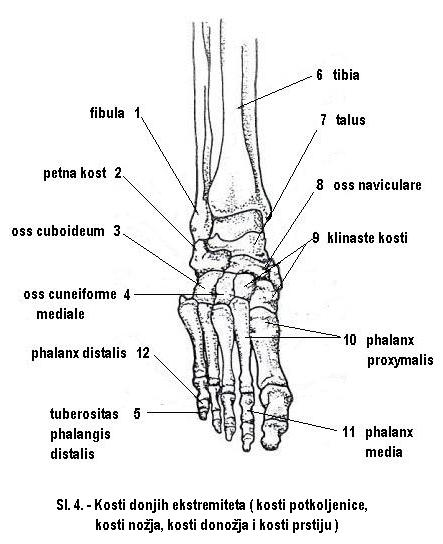 6 tibia
fibula 1
7 talus
petna kost 2
8 oss naviculare
oss cuboideum 3
9 klinaste kosti
oss cuneiforme 4
mediale
10 phalanx
proxymalis
phalanx distalis 12
tuberositas 5
phalangis
distalis
11 phalanx
media
Sl. 4. - Kosti donjih ekstremiteta ( kosti potkoljenice,
kosti nožja, kosti donožja i kosti prstiju )